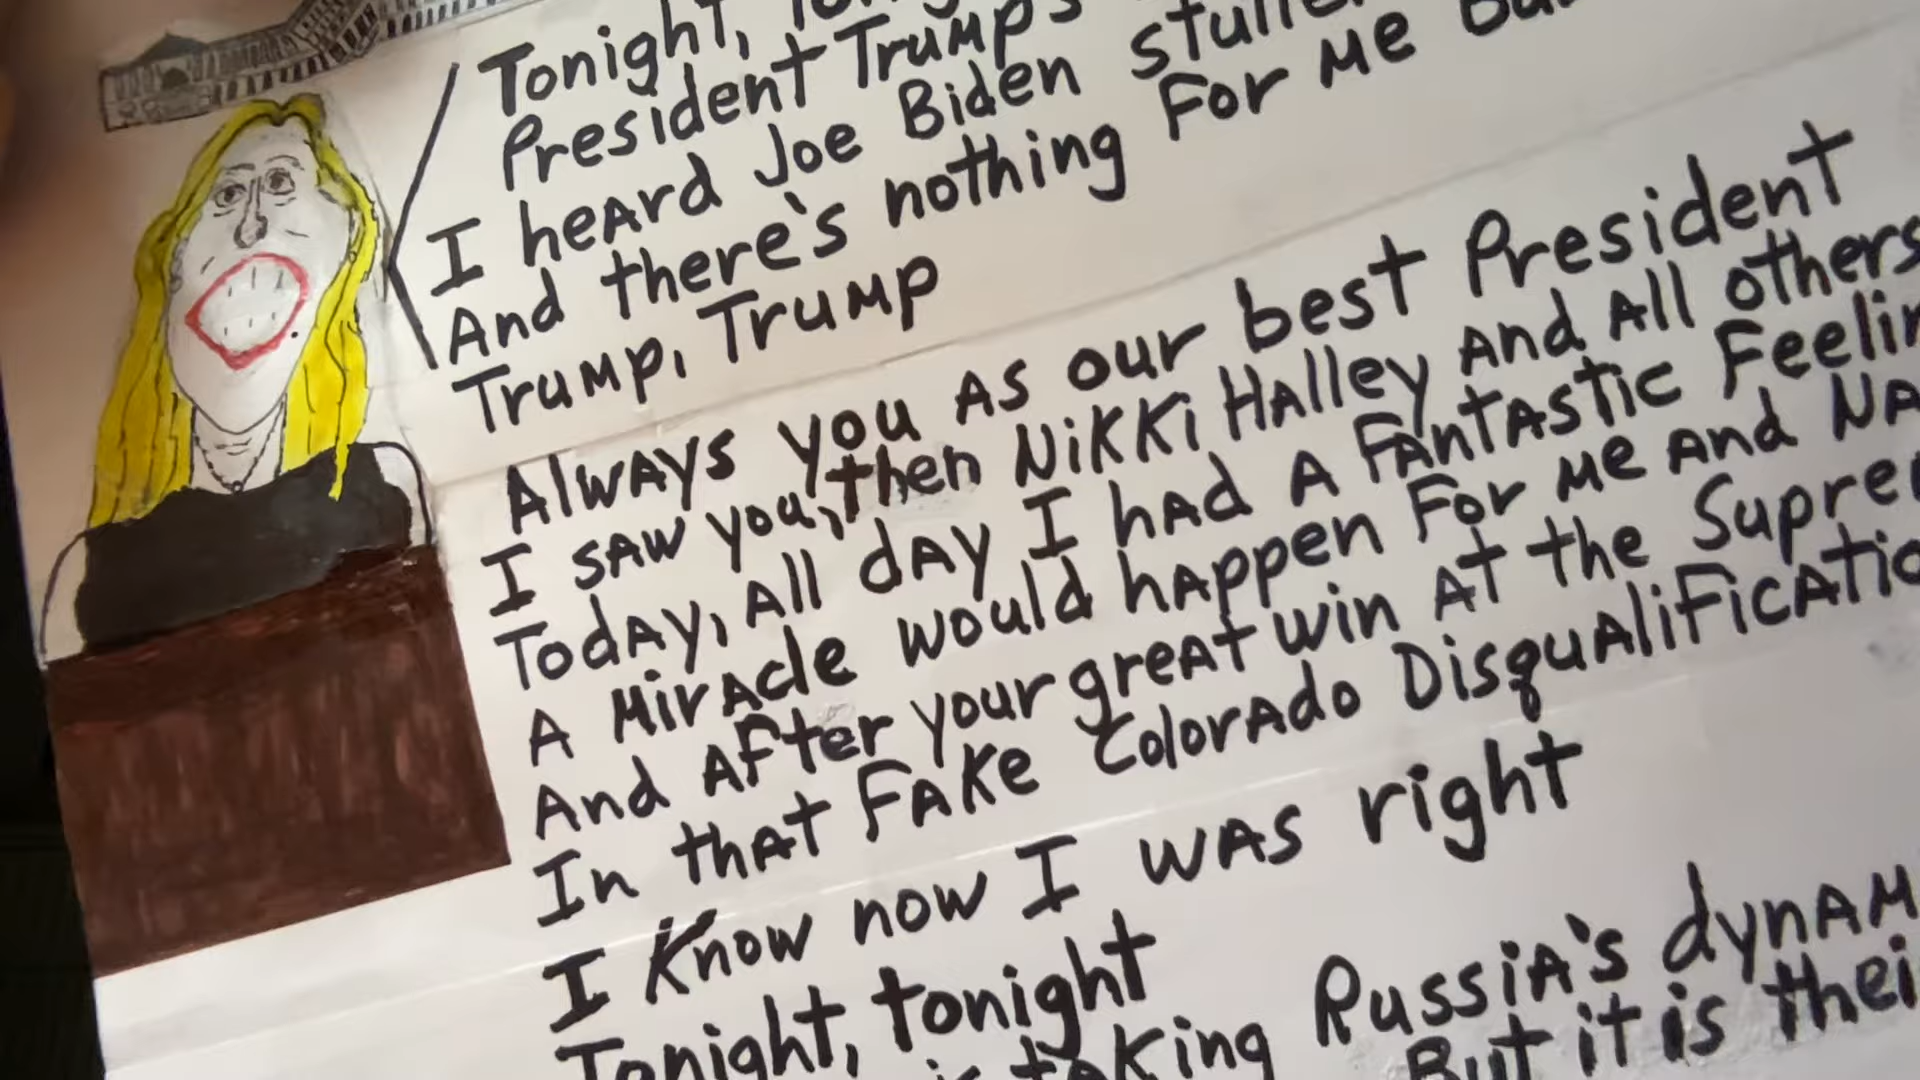 Tonight,
President Trump's
I heard Joe Biden
And there's nothing For Me
Trump, Trump
Always you as our best President
I saw you, then NiKKi Halley and all others
Today, all day I had a Fantastic
A Miracle would happen For Me and
And after your great win at the
In that Fake Colorado
I Know now I was right
Tonight, tonight
taking Russia's
But it is